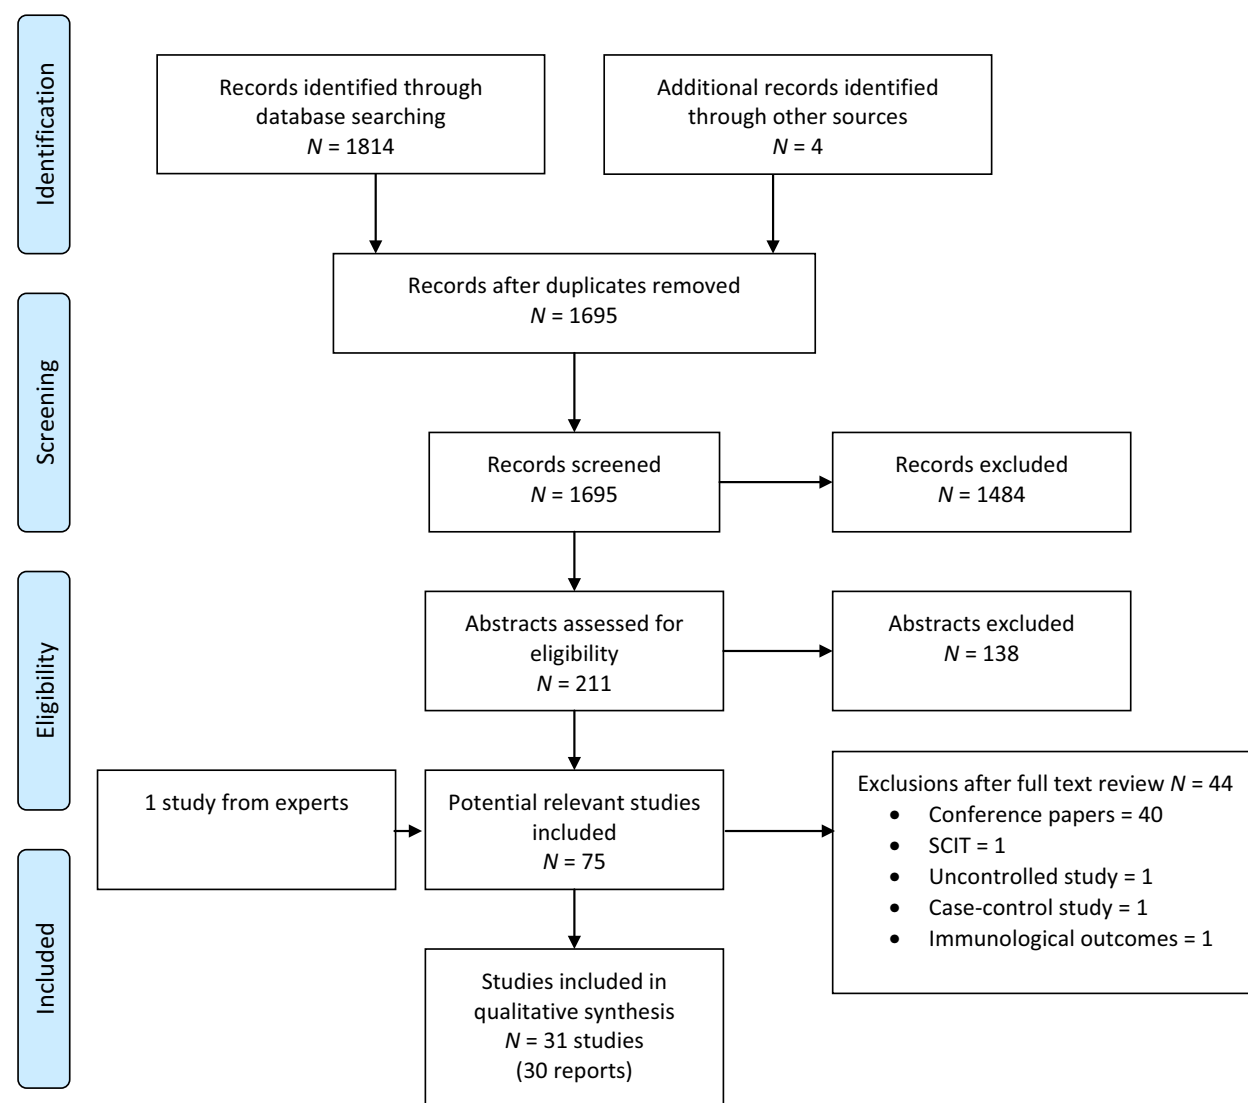 Identification
Records identified through
database searching
N = 1814
Additional records identified
through other sources
N = 4
Records after duplicates removed
N = 1695
Screening
Records screened
N = 1695
Records excluded
N = 1484
Eligibility
Abstracts assessed for
eligibility
N = 211
Abstracts excluded
N = 138
1 study from experts
Potential relevant studies
included
N = 75
Exclusions after full text review N = 44
• Conference papers = 40
• SCIT = 1
• Uncontrolled study = 1
• Case-control study = 1
• Immunological outcomes = 1
Included
Studies included in
qualitative synthesis
N = 31 studies
(30 reports)